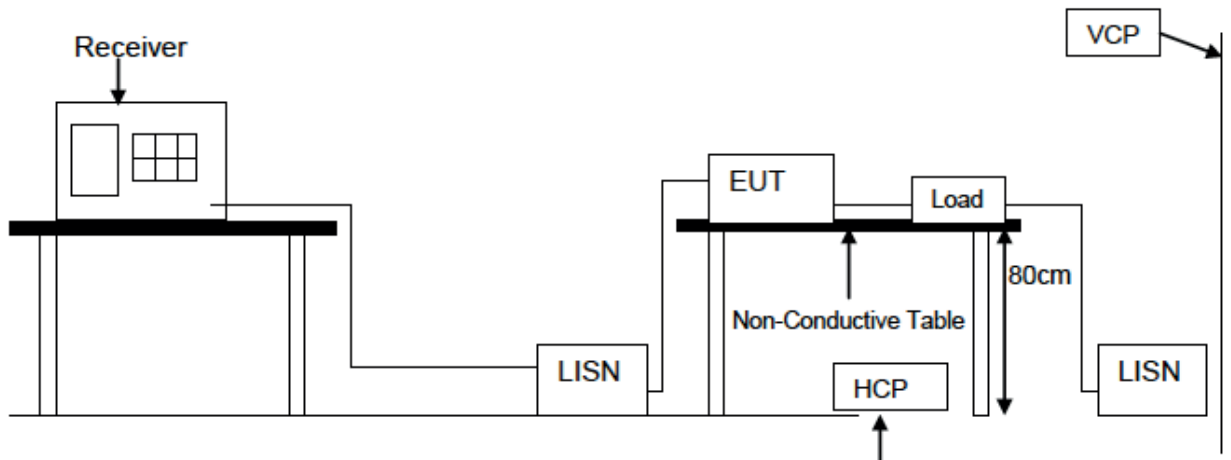 Receiver
VCP
EUT
Load
80cm
Non-Conductive Table
LISN
HCP
LISN